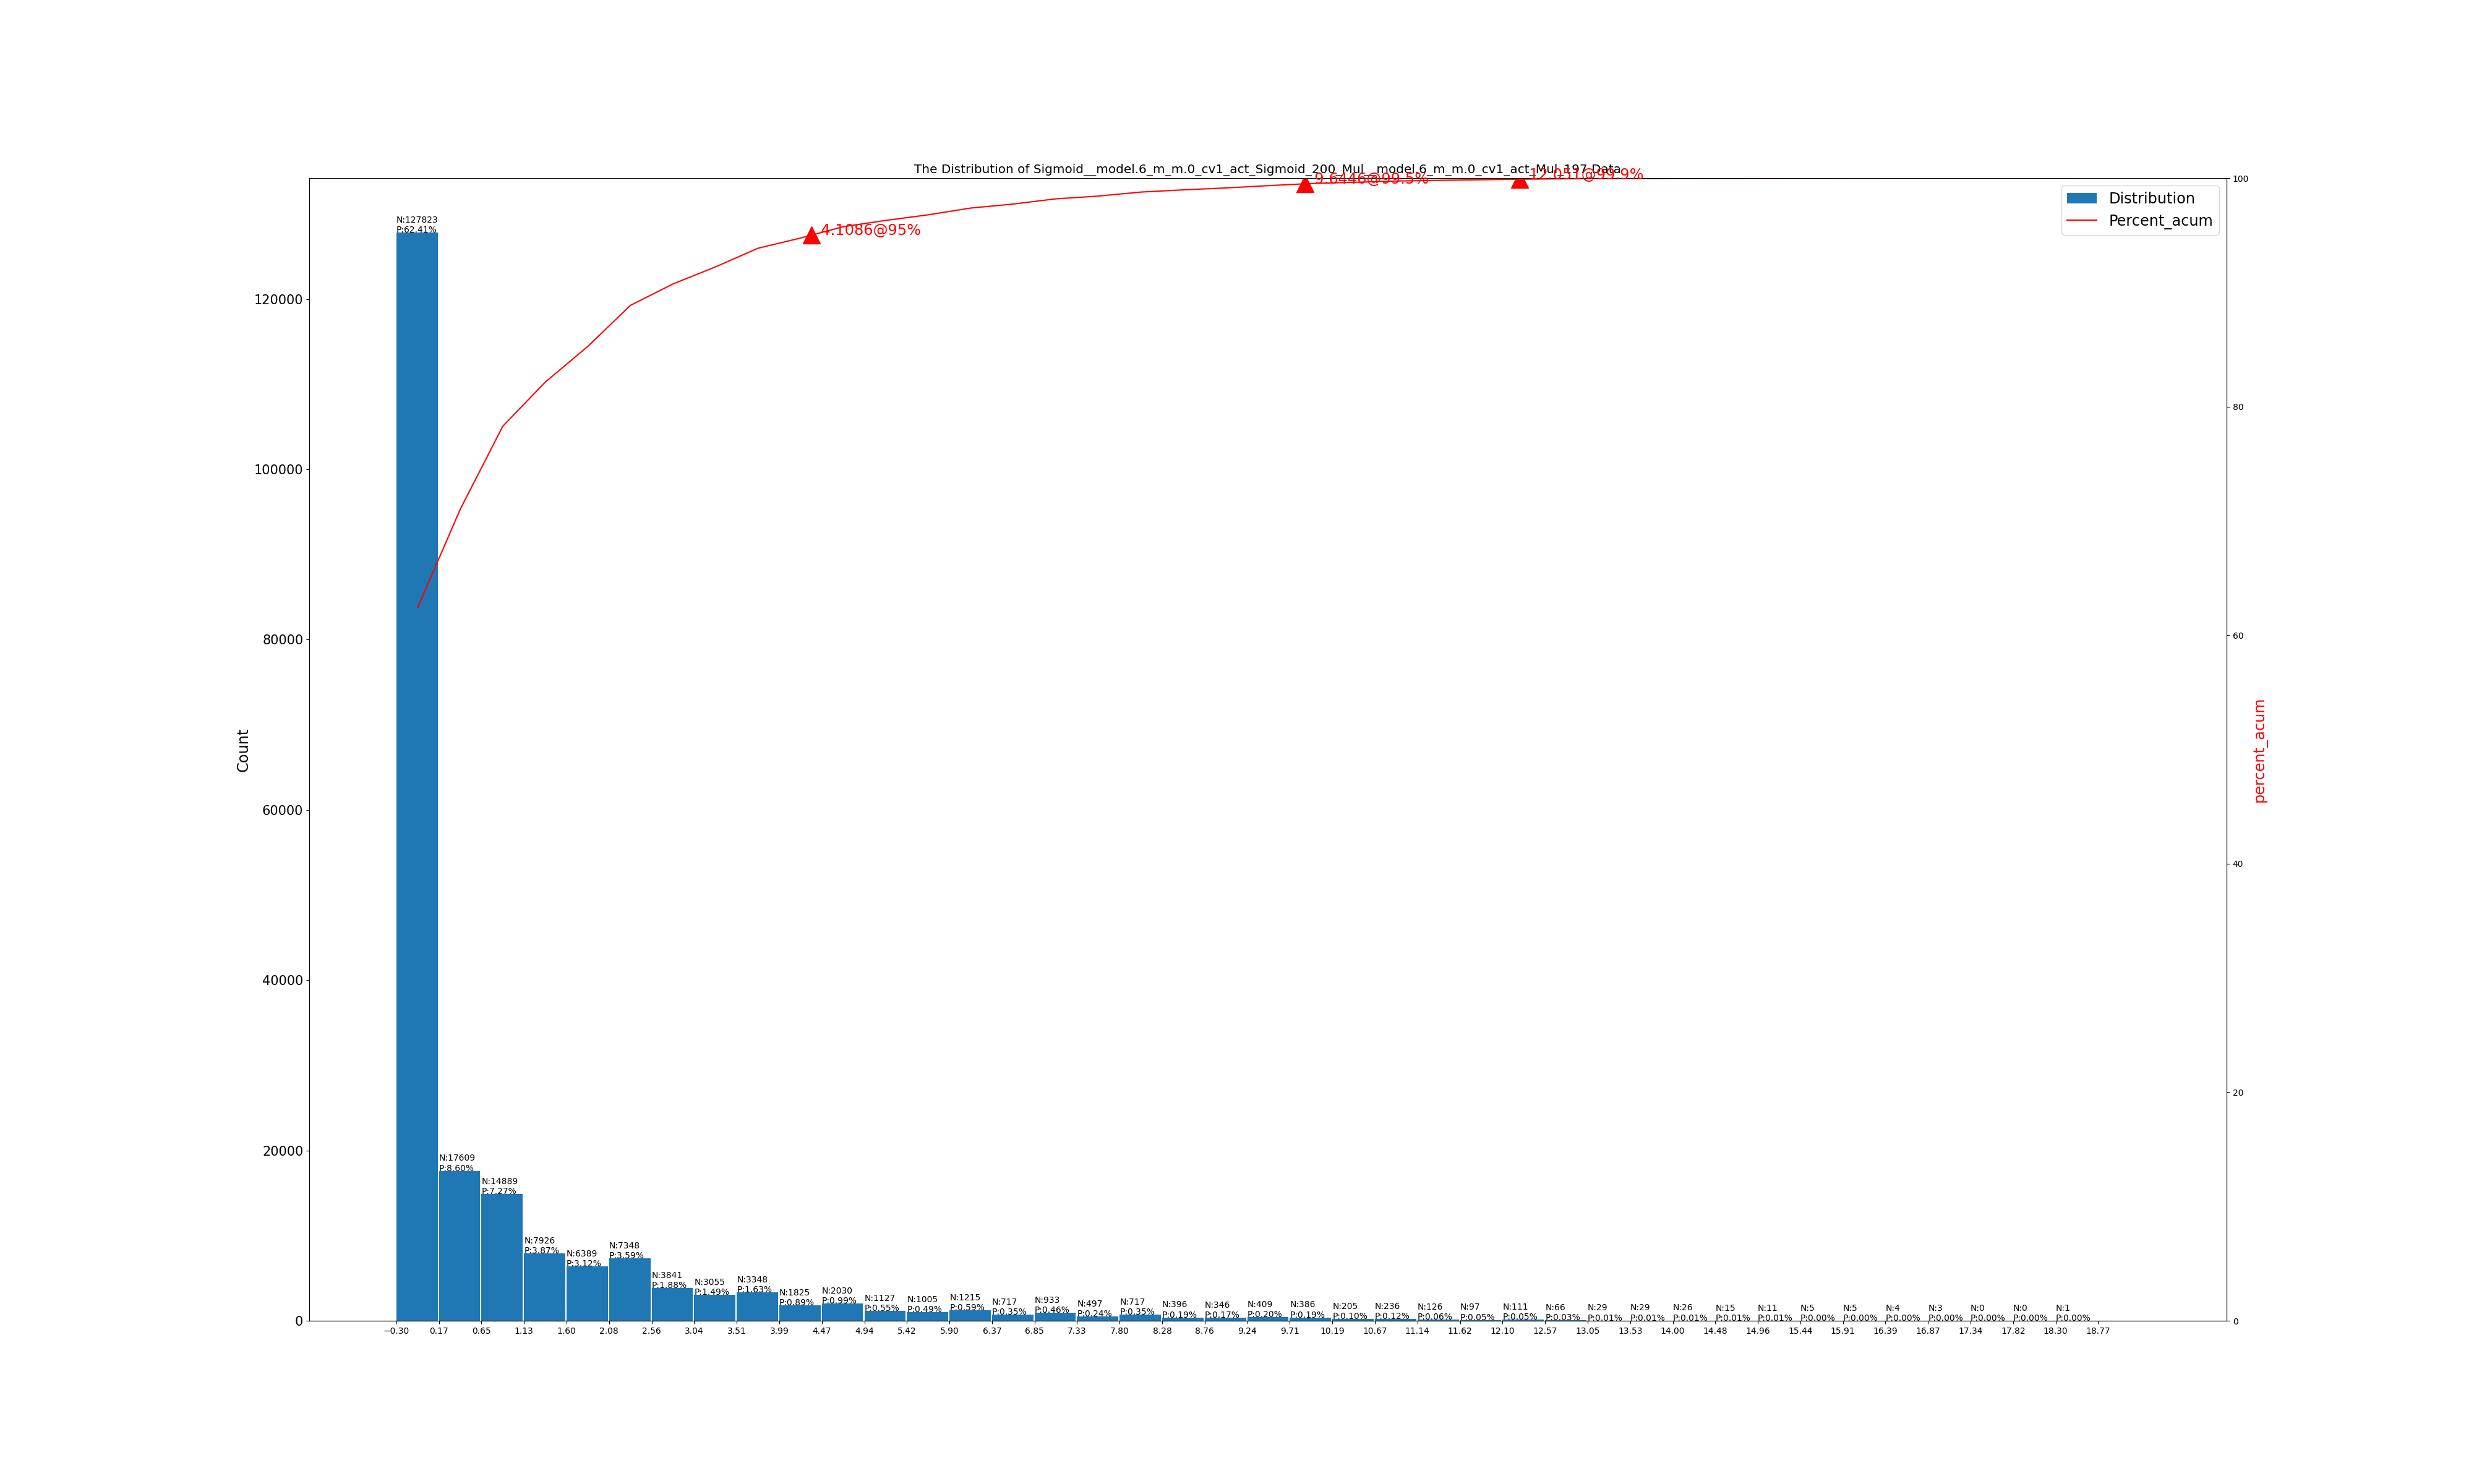 The Distribution of Sigmoid__model.6_m_m.0_cv1_act_Sigmoid_200_Mul__model.6_m_m.0_cv1_act_Mul_197 Data
9.6446@99.5%
12.051@99.9%
4.1086@95%
Distribution
Percent_acum
Count
percent_acum
120000
100000
80000
60000
40000
20000
0
100
80
60
40
20
0
N:127823
P:62.41%
N:17609
P:8.60%
N:14889
P:7.27%
N:7926
P:3.87%
N:6389
P:3.12%
N:7348
P:3.59%
N:3841
P:1.88%
N:3055
P:1.49%
N:3348
P:1.63%
N:1825
P:0.89%
N:2030
P:0.99%
N:1127
P:0.55%
N:1005
P:0.49%
N:1215
P:0.59%
N:717
P:0.35%
N:933
P:0.46%
N:497
P:0.24%
N:717
P:0.35%
N:396
P:0.19%
N:346
P:0.17%
N:409
P:0.20%
N:386
P:0.19%
N:205
P:0.10%
N:236
P:0.12%
N:126
P:0.06%
N:97
P:0.05%
N:111
P:0.05%
N:66
P:0.03%
N:29
P:0.01%
N:29
P:0.01%
N:26
P:0.01%
N:15
P:0.01%
N:11
P:0.01%
N:5
P:0.00%
N:5
P:0.00%
N:4
P:0.00%
N:3
P:0.00%
N:0
P:0.00%
N:0
P:0.00%
N:1
P:0.00%
−0.30 0.17 0.65 1.13 1.60 2.08 2.56 3.04 3.51 3.99 4.47 4.94 5.42 5.90 6.37 6.85 7.33 7.80 8.28 8.76 9.24 9.71 10.19 10.67 11.14 11.62 12.10 12.57 13.05 13.53 14.00 14.48 14.96 15.44 15.91 16.39 16.87 17.34 17.82 18.30 18.77